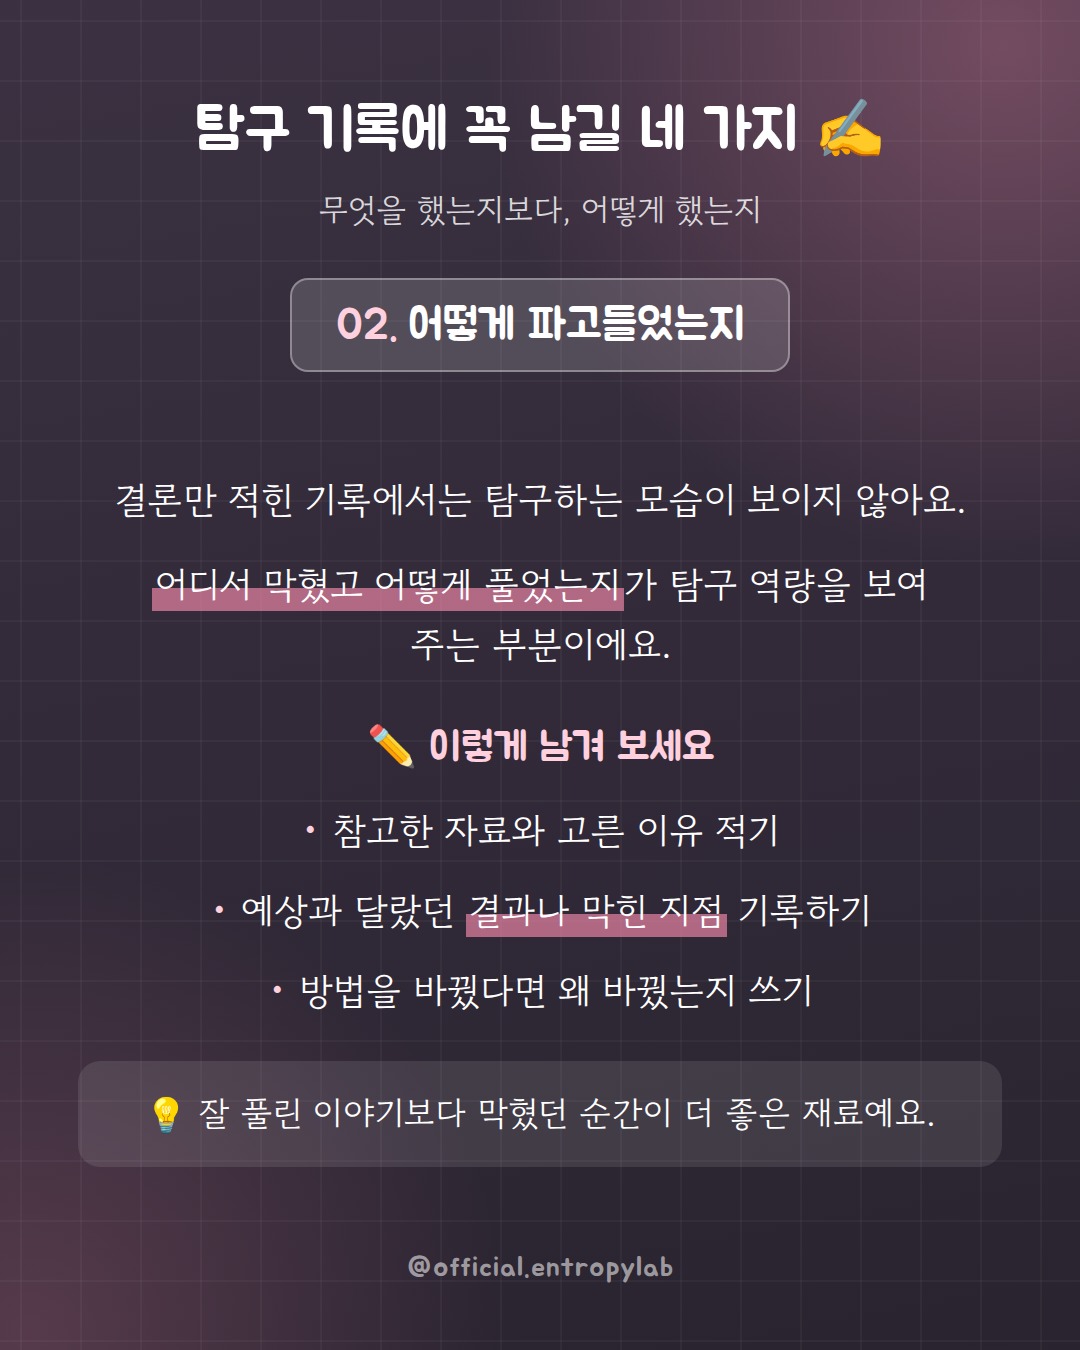 탐구 기록에 꼭 남길 네 가지 ✍️
무엇을 했는지보다, 어떻게 했는지
02. 어떻게 파고들었는지
결론만 적힌 기록에서는 탐구하는 모습이 보이지 않아요.
어디서 막혔고 어떻게 풀었는지가 탐구 역량을 보여
주는 부분이에요.
✏️ 이렇게 남겨 보세요
• 참고한 자료와 고른 이유 적기
• 예상과 달랐던 결과나 막힌 지점 기록하기
• 방법을 바꿨다면 왜 바꿨는지 쓰기
💡 잘 풀린 이야기보다 막혔던 순간이 더 좋은 재료예요.
@official.entropylab